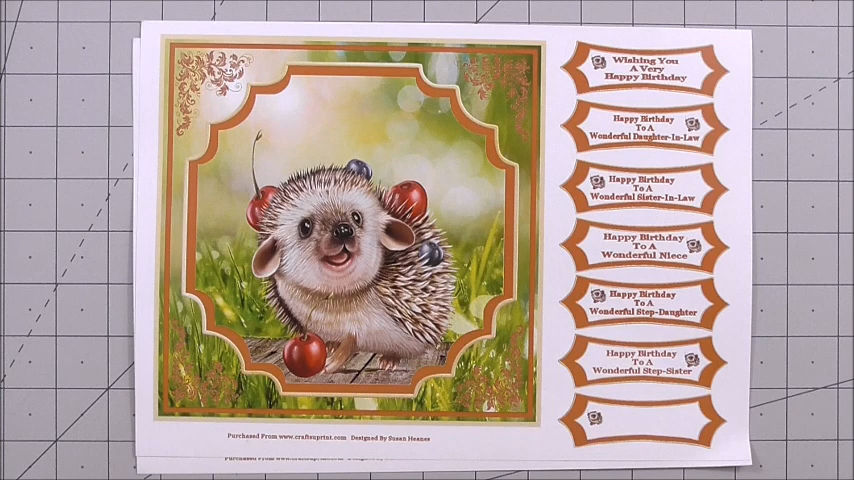 Wishing You
A Very
Happy Birthday
Happy Birthday
To A
Wonderful Daughter-In-Law
Happy Birthday
To A
Wonderful Sister-In-Law
Happy Birthday
To A
Wonderful Niece
Happy Birthday
To A
Wonderful Step-Daughter
Happy Birthday
To A
Wonderful Step-Sister
Purchased From www.craftsuprint.com Designed By Susan Heanes